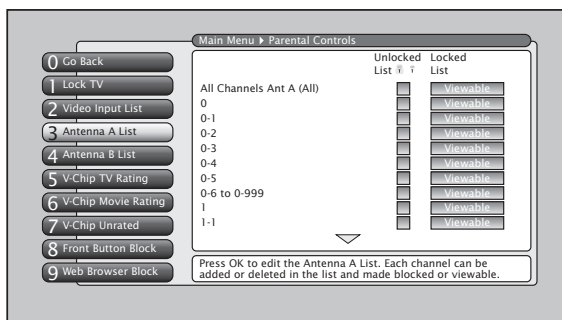 Main Menu Parental Controls
0 Go Back
1 Lock TV
2 Video Input List
3 Antenna A List
4 Antenna B List
5 V-Chip TV Rating
6 V-Chip Movie Rating
7 V-Chip Unrated
8 Front Button Block
9 Web Browser Block
Unlocked Locked
List List
All Channels Ant A (All) Viewable
0 Viewable
0-1 Viewable
0-2 Viewable
0-3 Viewable
0-4 Viewable
0-5 Viewable
0-6 to 0-999 Viewable
1 Viewable
1-1 Viewable
Press OK to edit the Antenna A List. Each channel can be
added or deleted in the list and made blocked or viewable.